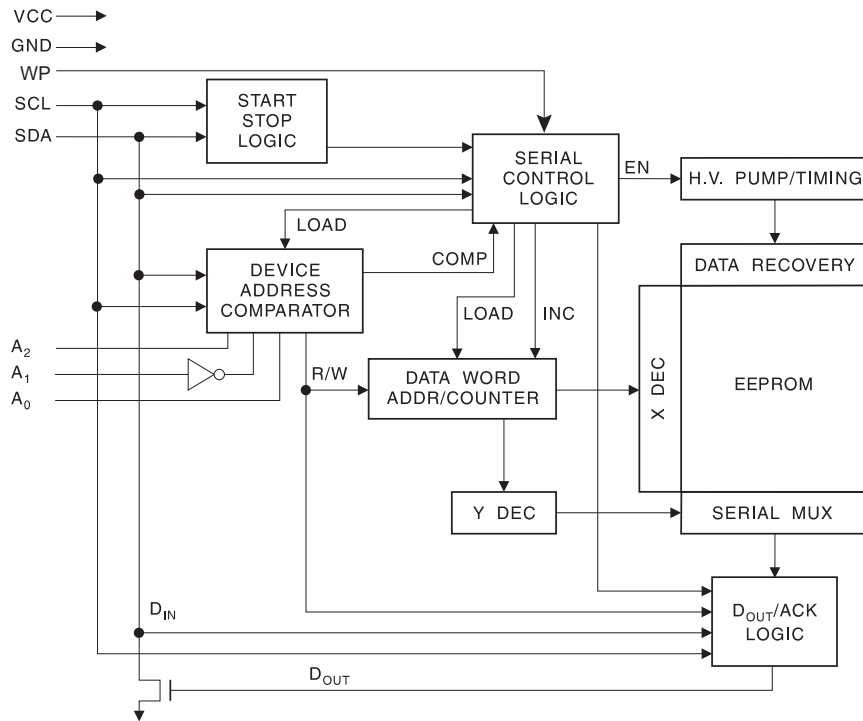 VCC
GND
WP
SCL
SDA
START
STOP
LOGIC
SERIAL
CONTROL
LOGIC
EN
H.V. PUMP/TIMING
LOAD
COMP
DEVICE
ADDRESS
COMPARATOR
LOAD
INC
DATA RECOVERY
A2
A1
A0
R/W
DATA WORD
ADDR/COUNTER
X DEC
EEPROM
Y DEC
SERIAL MUX
DIN
DOUT/ACK
LOGIC
DOUT